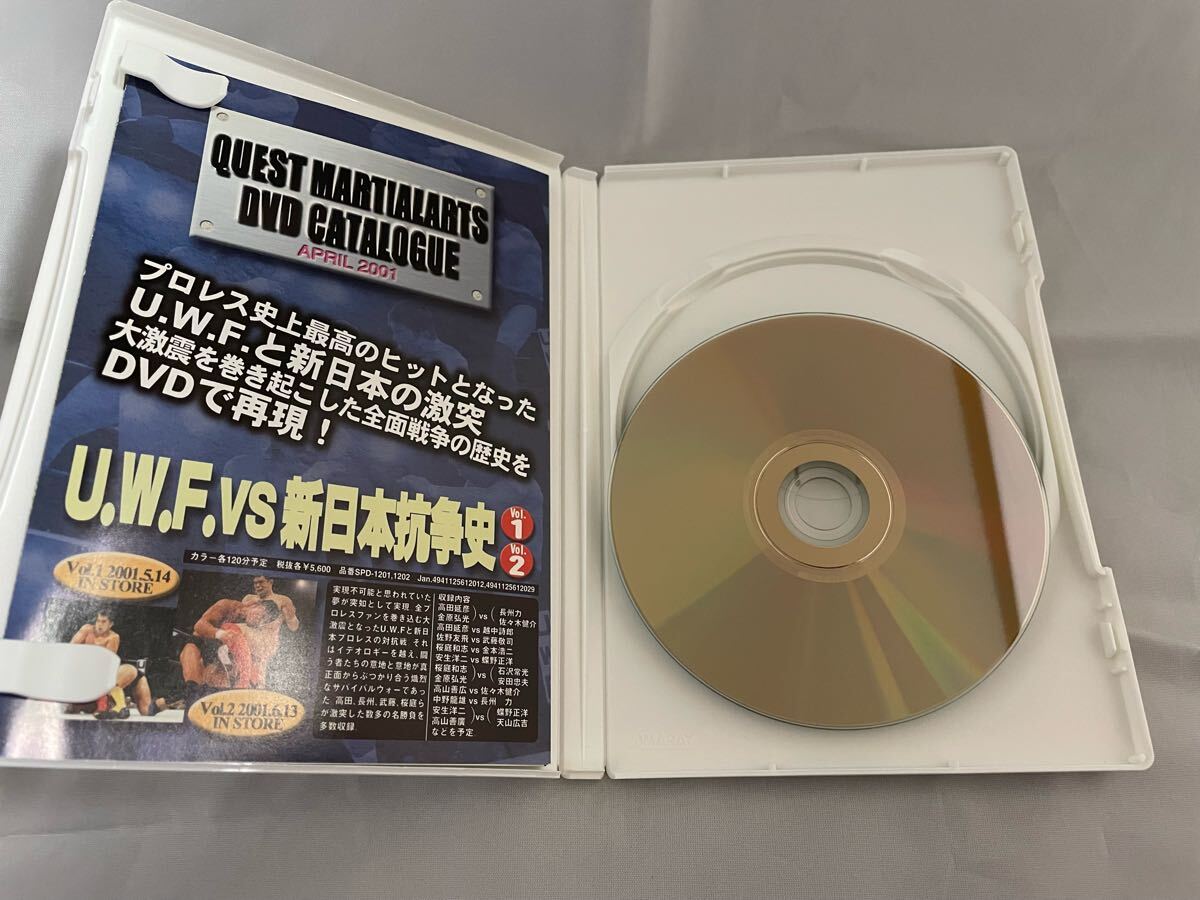 QUEST MARTIALARTS
DVD CATALOGUE
APRIL 2001
プロレス史上最高のヒットとなった
U.W.F.と新日本の激突
大激震を巻き起こした全面戦争の歴史を
DVDで再現！
U.W.F.VS新日本抗争史
Vol.1
Vol.2
カラー各120分予定 税抜各¥5,600 品番SPD-1201,1202 Jan.4941125612012,4941125612029
Vol.1 2001.5.14
IN STORE
Vol.2 2001.6.13
IN STORE
実現不可能と思われていた
夢が突如として実現 全プ
ロレスファンを巻き込む大
激震となったU.W.Fと新日
本プロレスの対抗戦 それ
はイデオロギーを越え、闘
う者たちの意地と意地が真
正面からぶつかり合う熾烈
なサバイバルウォーであっ
た 高田、長州、武藤、桜庭ら
が激突した数多の名勝負を
多数収録
収録内容
高田延彦 金原弘光 vs 長州力 佐々木健介
高田延彦 vs 越中詩郎
佐野友飛 vs 武藤敬司
桜庭和志 vs 金本浩二
安生洋二 vs 蝶野正洋
桜庭和志 金原弘光 vs 石沢常光 安田忠夫
高山善広 vs 佐々木健介
中野龍雄 vs 長州 力
安生洋二 高山善廣 vs 蝶野正洋 天山広吉
などを予定
AMARAY